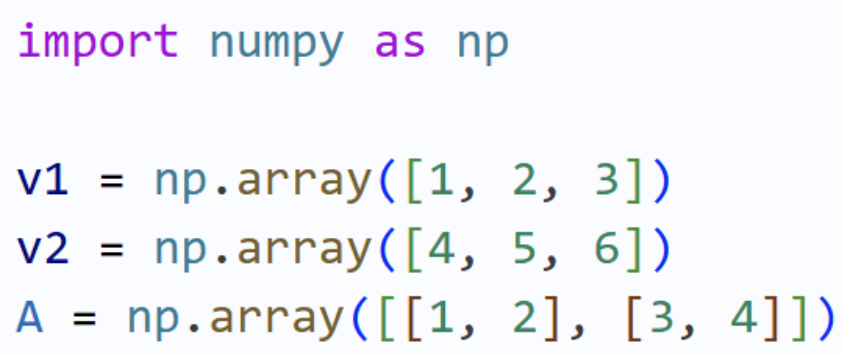 import numpy as np
v1 = np.array([1, 2, 3])
v2 = np.array([4, 5, 6])
A = np.array([[1, 2], [3, 4]])